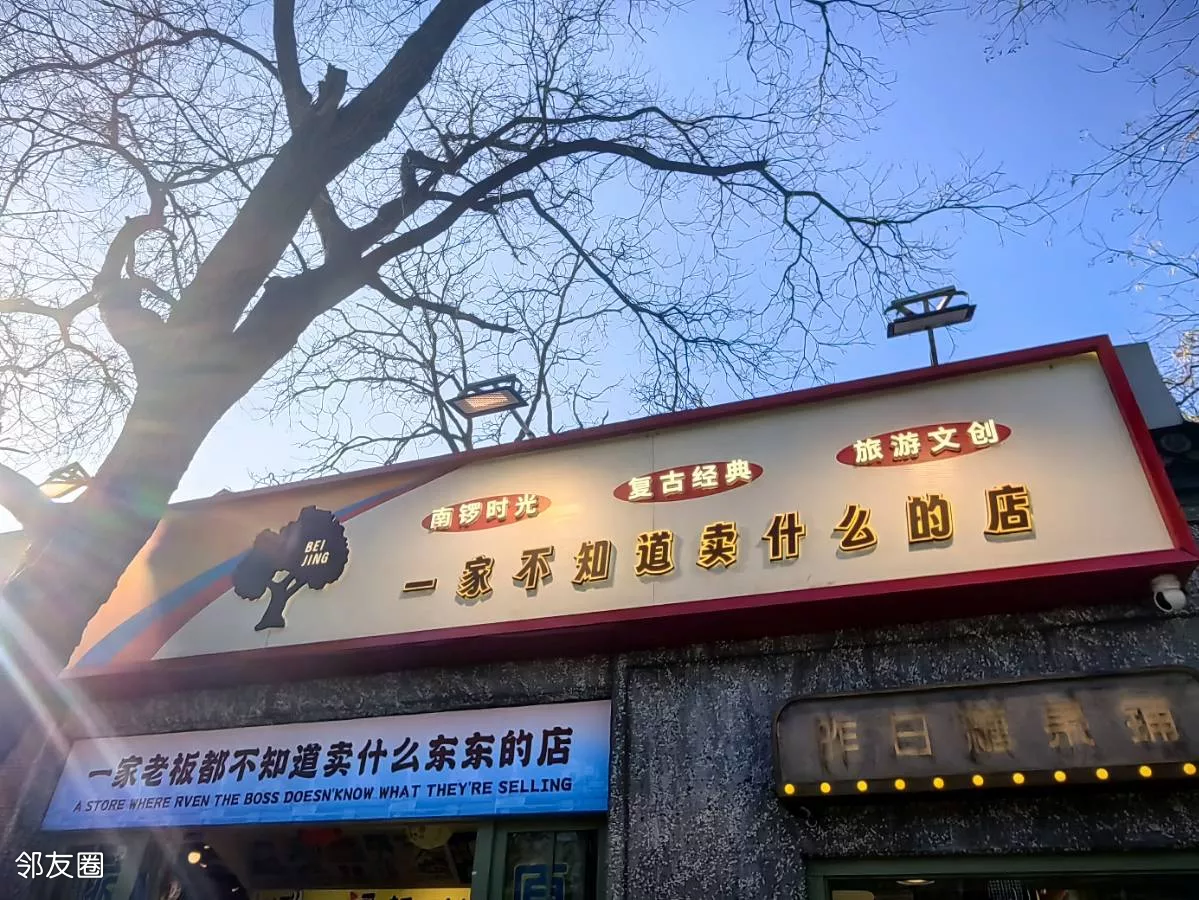 南锣时光
复古经典
旅游文创
BEI
JING
一家不知道卖什么的店
一家老板都不知道卖什么东东的店
A STORE WHERE RVEN THE BOSS DOESN'KNOW WHAT THEY'RE SELLING
昨日
邻友圈